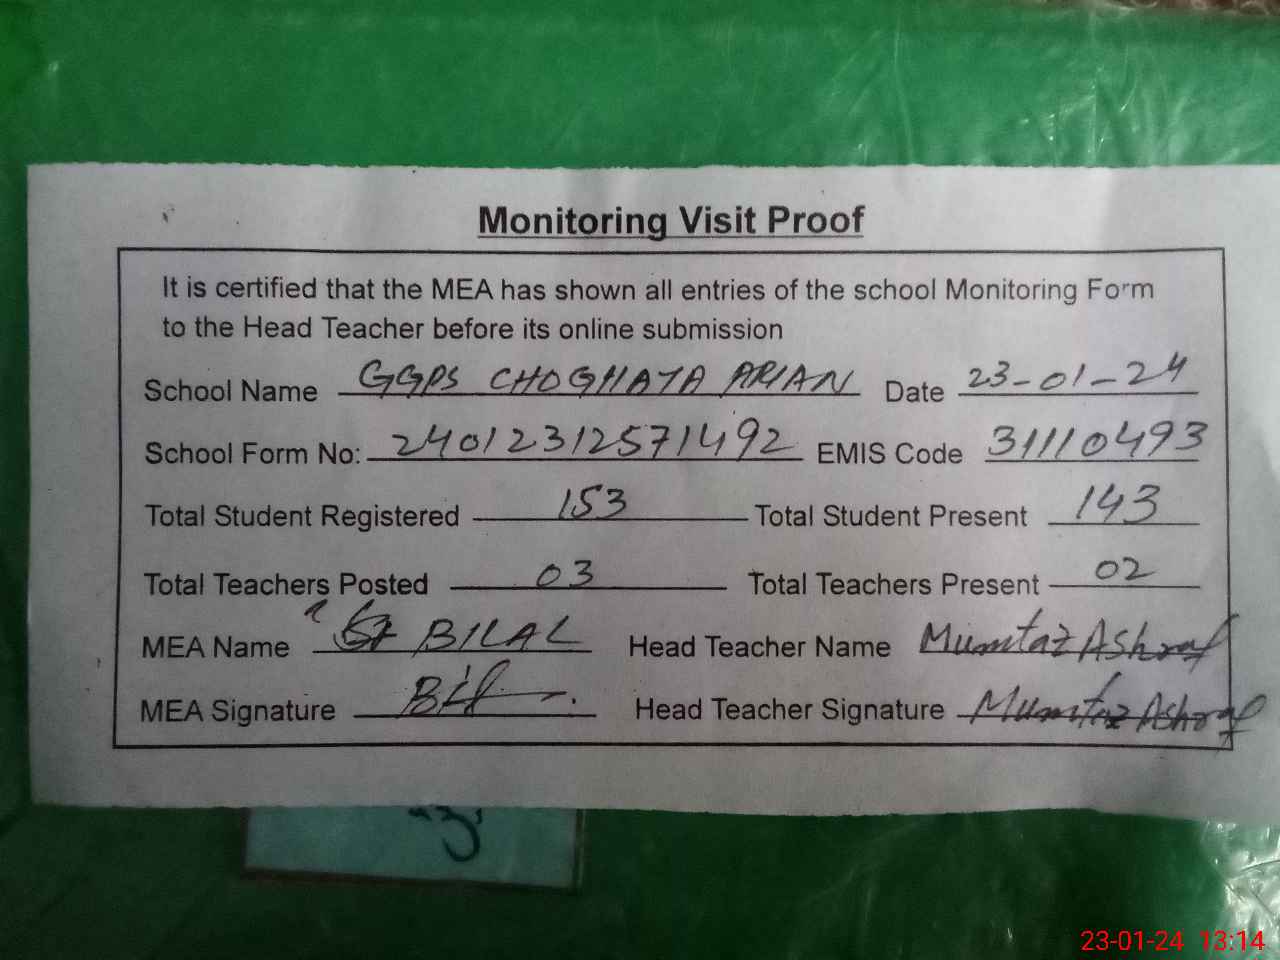 Monitoring Visit Proof
It is certified that the MEA has shown all entries of the school Monitoring Form
to the Head Teacher before its online submission
School Name GGPS CHOGHATA ARIAN Date 23-01-24
School Form No: 24012312571492 EMIS Code 31110493
Total Student Registered 153 Total Student Present 143
Total Teachers Posted 03 Total Teachers Present 02
MEA Name BILAL Head Teacher Name Mumtaz Ashraf
MEA Signature Head Teacher Signature Mumtaz Ashraf
23-01-24 13:14